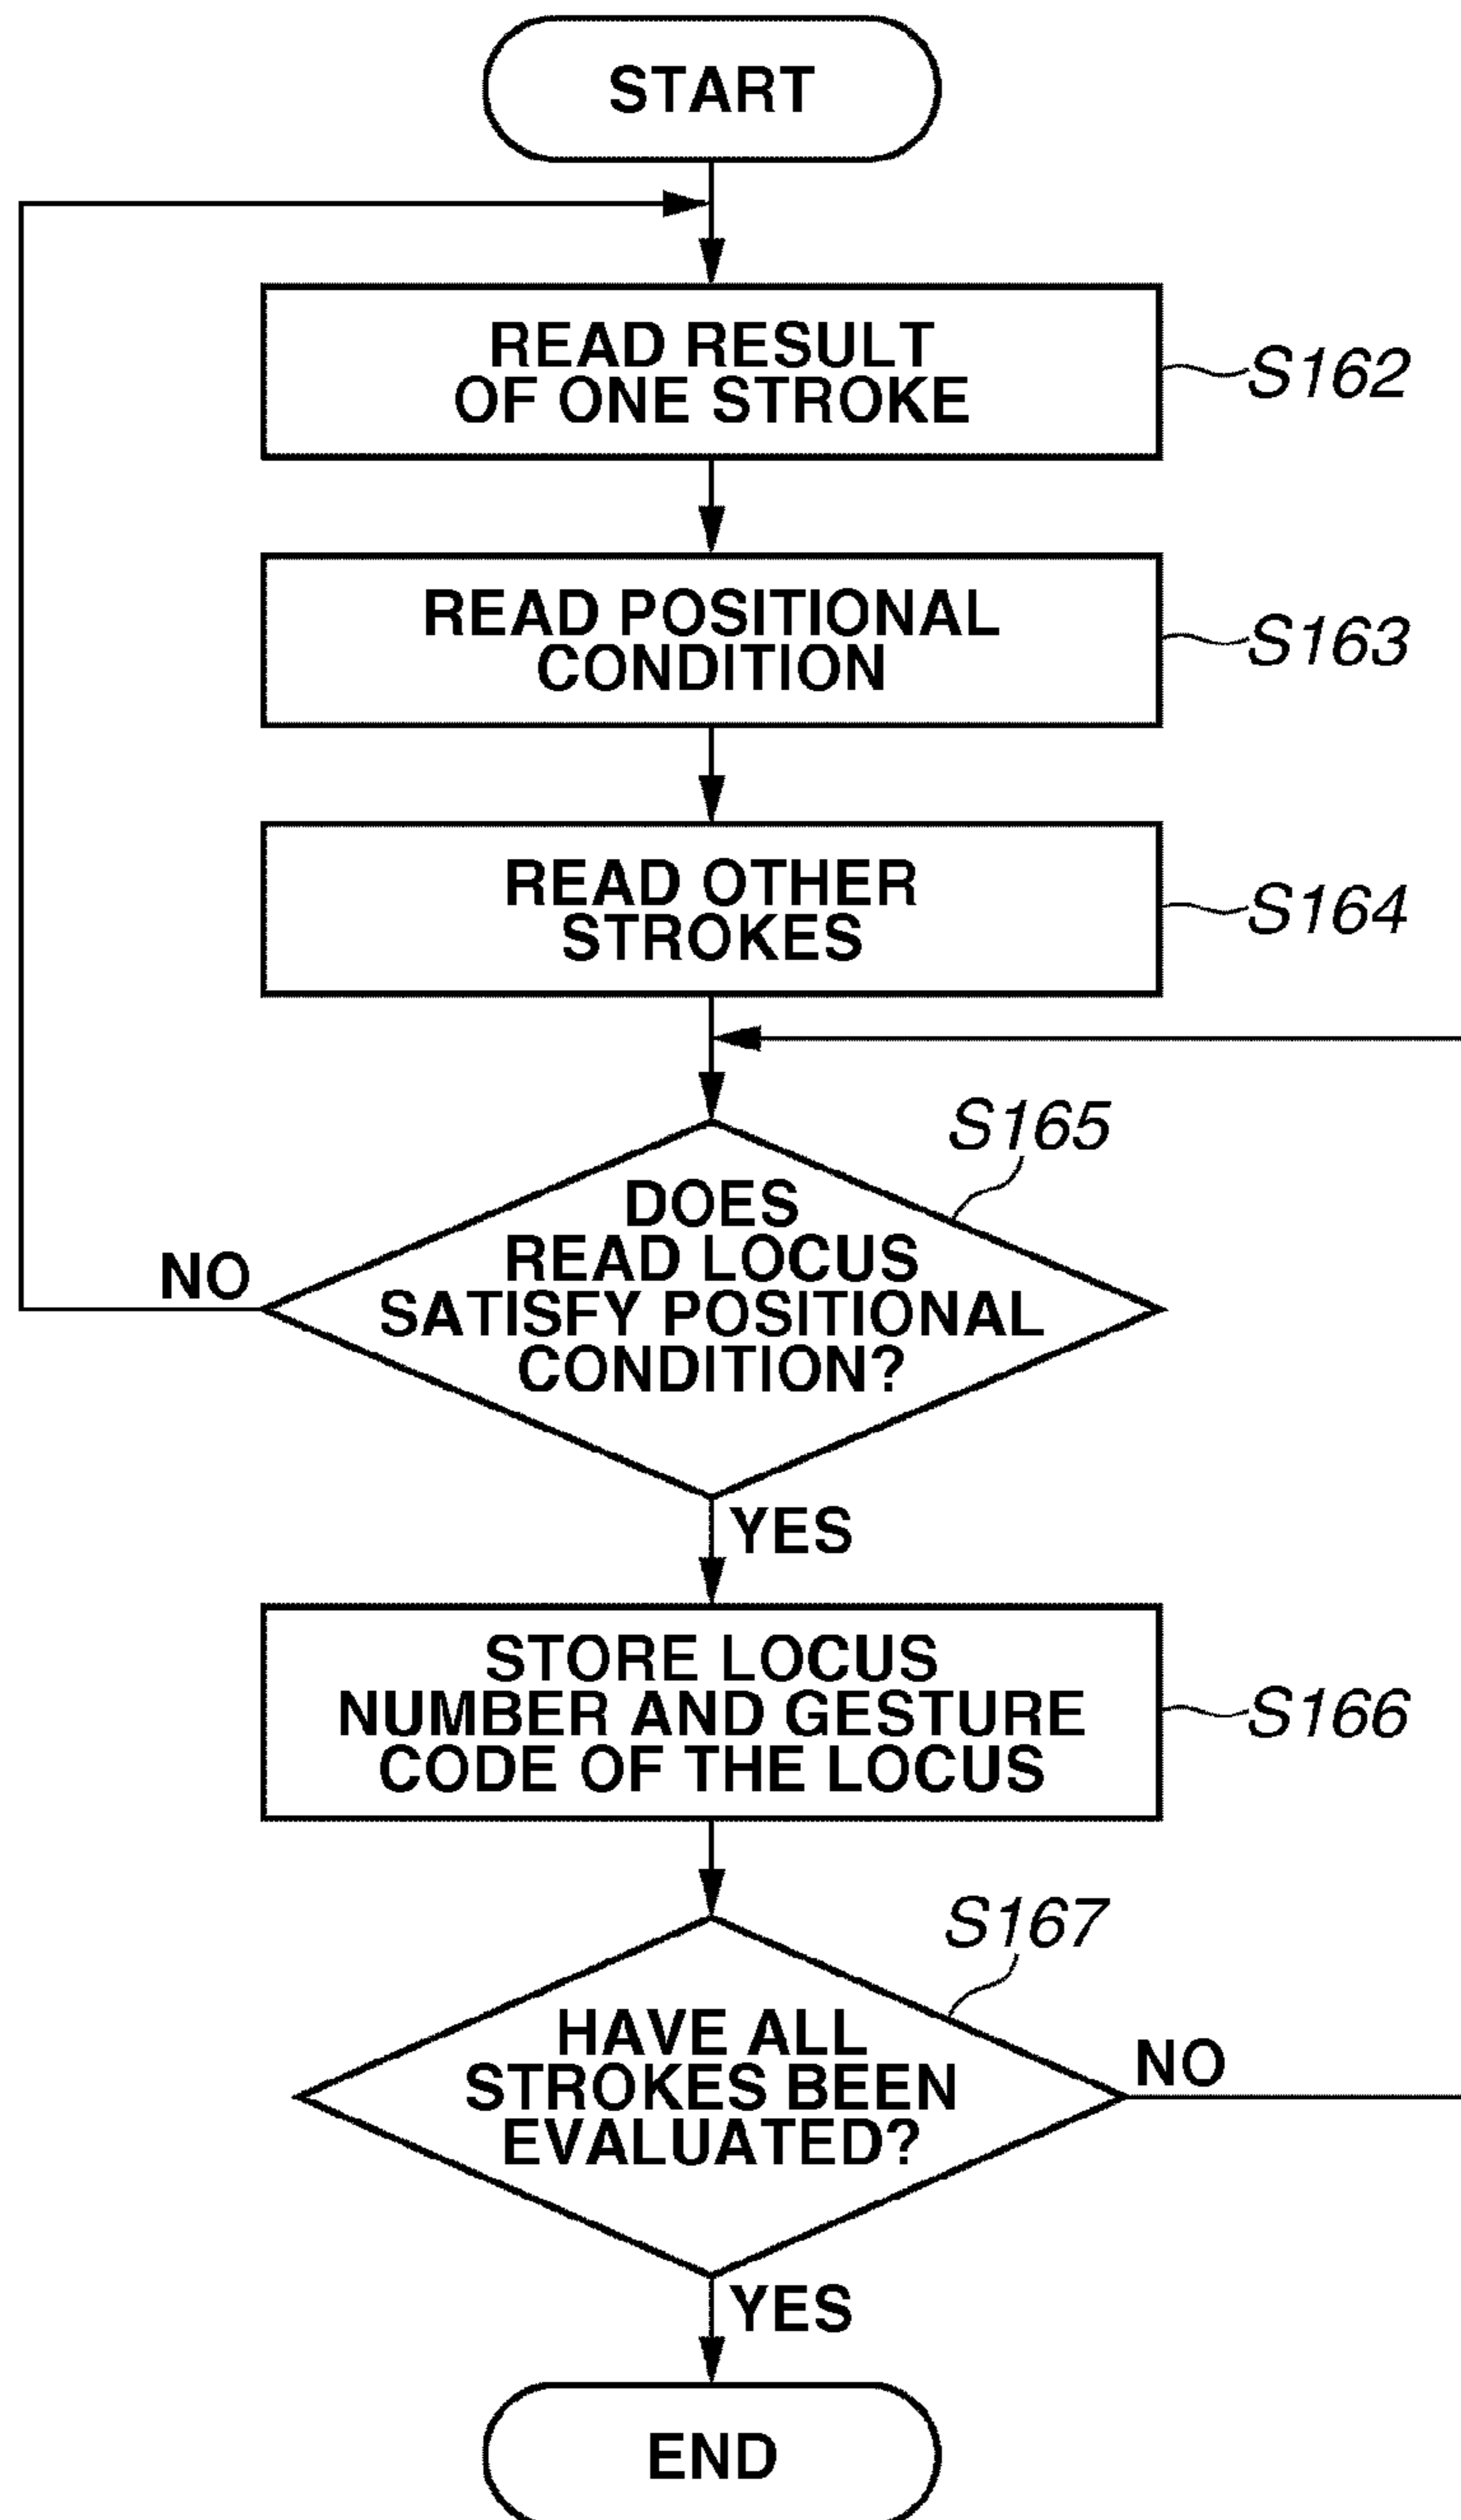 START
READ RESULT
OF ONE STROKE
S162
READ POSITIONAL
CONDITION
S163
READ OTHER
STROKES
S164
S165
DOES
READ LOCUS
SATISFY POSITIONAL
CONDITION?
NO
YES
STORE LOCUS
NUMBER AND GESTURE
CODE OF THE LOCUS
S166
S167
HAVE ALL
STROKES BEEN
EVALUATED?
NO
YES
END